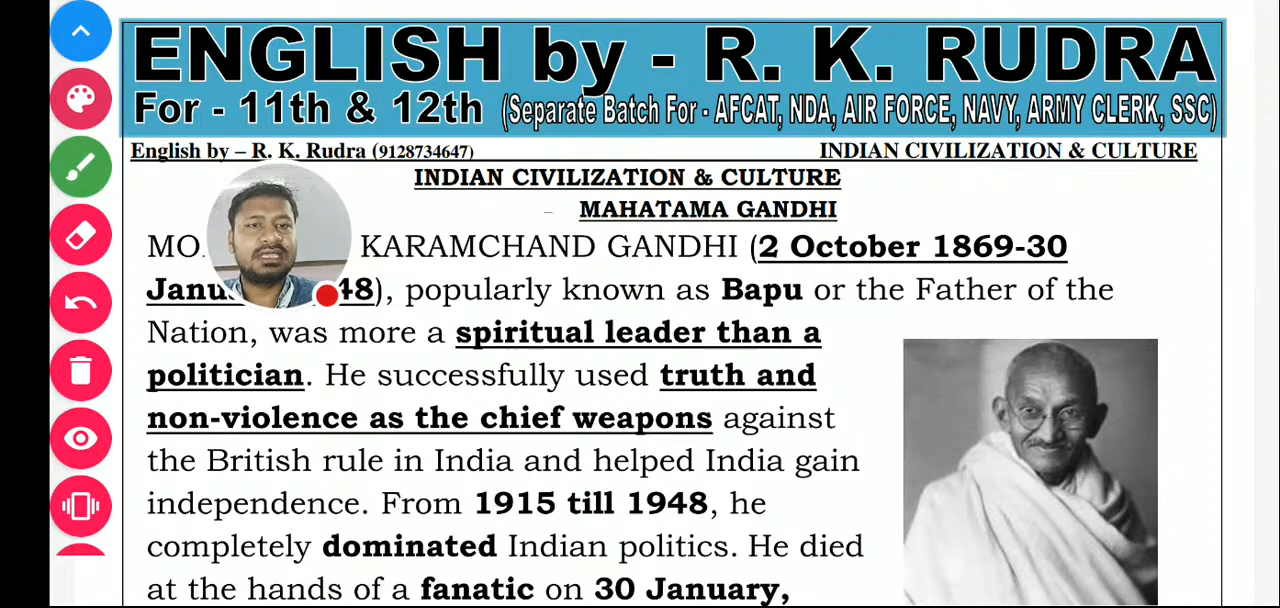 ENGLISH by - R. K. RUDRA
For - 11th & 12th (Separate Batch For - AFCAT, NDA, AIR FORCE, NAVY, ARMY CLERK, SSC)
English by – R. K. Rudra (9128734647) INDIAN CIVILIZATION & CULTURE
INDIAN CIVILIZATION & CULTURE
MAHATAMA GANDHI
KARAMCHAND GANDHI (2 October 1869-30
48), popularly known as Bapu or the Father of the
Nation, was more a spiritual leader than a
politician. He successfully used truth and
non-violence as the chief weapons against
the British rule in India and helped India gain
independence. From 1915 till 1948, he
completely dominated Indian politics. He died
at the hands of a fanatic on 30 January,